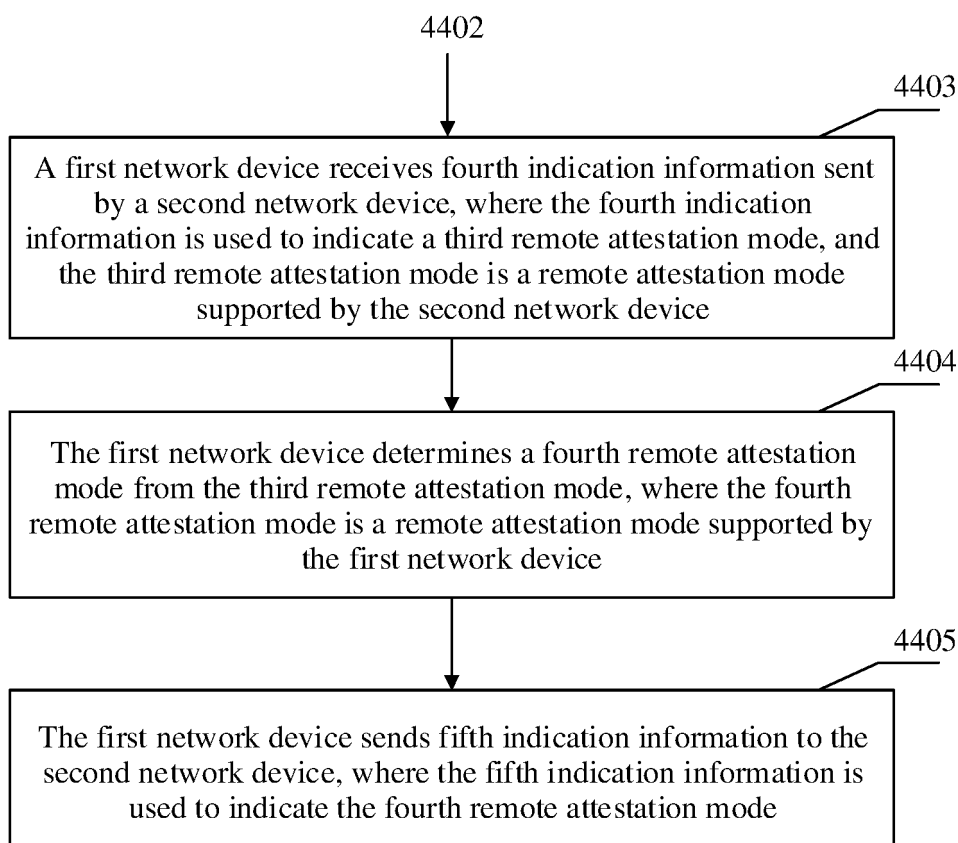 4402
4403
A first network device receives fourth indication information sent
by a second network device, where the fourth indication
information is used to indicate a third remote attestation mode, and
the third remote attestation mode is a remote attestation mode
supported by the second network device
4404
The first network device determines a fourth remote attestation
mode from the third remote attestation mode, where the fourth
remote attestation mode is a remote attestation mode supported by
the first network device
4405
The first network device sends fifth indication information to the
second network device, where the fifth indication information is
used to indicate the fourth remote attestation mode